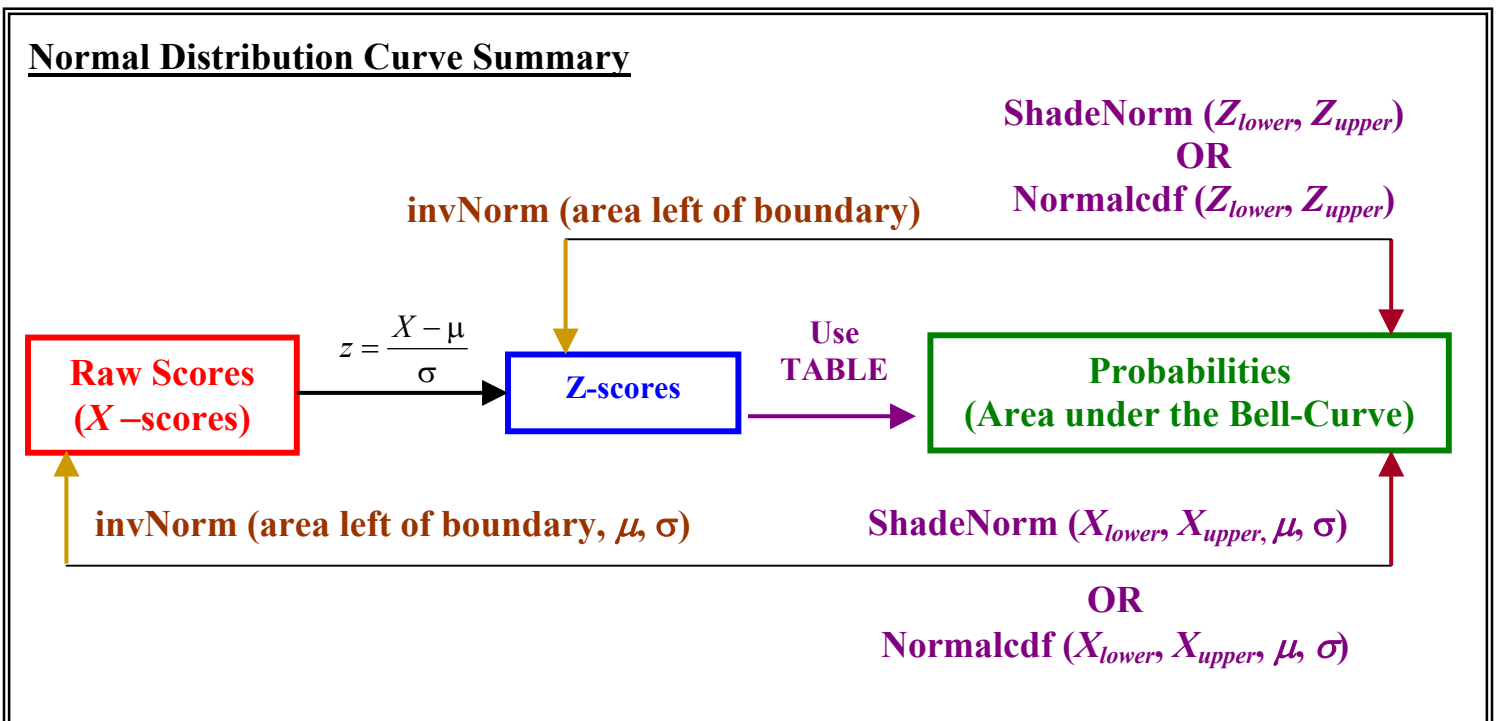 Normal Distribution Curve Summary
ShadeNorm (Zlower, Zupper)
OR
Normalcdf (Zlower, Zupper)
invNorm (area left of boundary)
z = (X − μ) / σ
Use
TABLE
Raw Scores
(X –scores)
Z-scores
Probabilities
(Area under the Bell-Curve)
invNorm (area left of boundary, μ, σ)
ShadeNorm (Xlower, Xupper, μ, σ)
OR
Normalcdf (Xlower, Xupper, μ, σ)